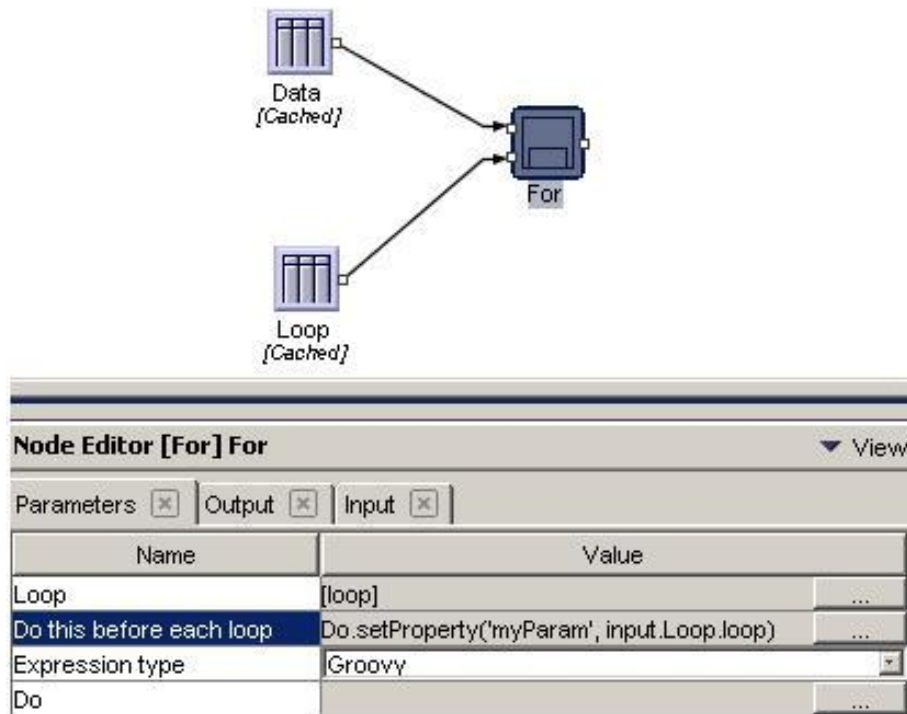 Data
[Cached]
For
Loop
[Cached]
Node Editor [For] For
View
Parameters Output Input
Name Value
Loop [loop] ...
Do this before each loop Do.setProperty('myParam', input.Loop.loop) ...
Expression type Groovy
Do ...